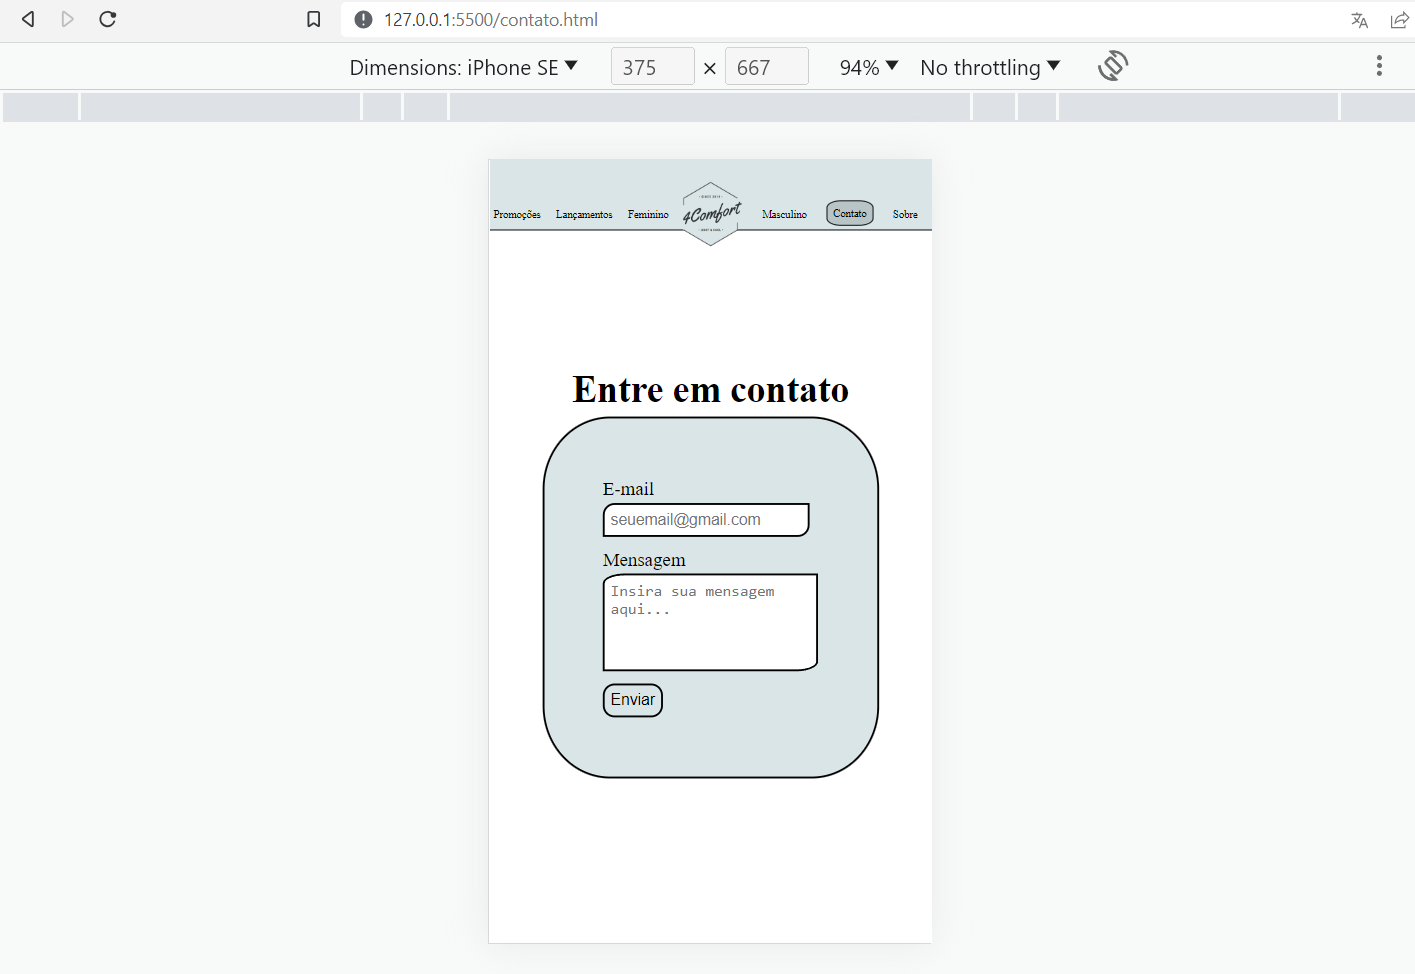 127.0.0.1:5500/contato.html
Dimensions: iPhone SE 375 × 667 94% No throttling
Promoções Lançamentos Feminino 4Comfort Masculino Contato Sobre
Entre em contato
E-mail
seuemail@gmail.com
Mensagem
Insira sua mensagem
aqui...
Enviar